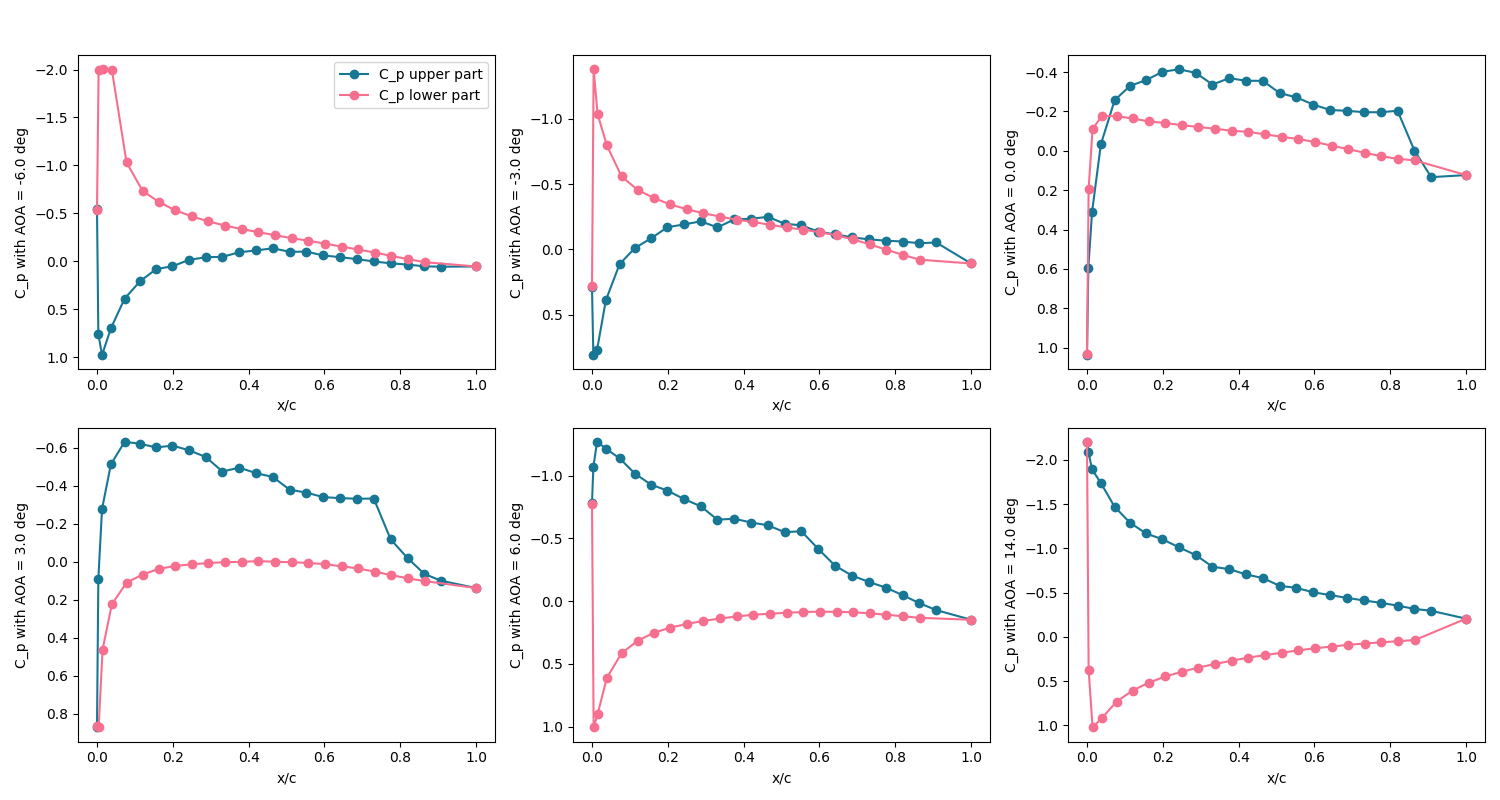 C_p with AOA = -6.0 deg
−2.0
−1.5
−1.0
−0.5
0.0
0.5
1.0
C_p upper part
C_p lower part
0.0 0.2 0.4 0.6 0.8 1.0
x/c
C_p with AOA = -3.0 deg
−1.0
−0.5
0.0
0.5
0.0 0.2 0.4 0.6 0.8 1.0
x/c
C_p with AOA = 0.0 deg
−0.4
−0.2
0.0
0.2
0.4
0.6
0.8
1.0
0.0 0.2 0.4 0.6 0.8 1.0
x/c
C_p with AOA = 3.0 deg
−0.6
−0.4
−0.2
0.0
0.2
0.4
0.6
0.8
0.0 0.2 0.4 0.6 0.8 1.0
x/c
C_p with AOA = 6.0 deg
−1.0
−0.5
0.0
0.5
1.0
0.0 0.2 0.4 0.6 0.8 1.0
x/c
C_p with AOA = 14.0 deg
−2.0
−1.5
−1.0
−0.5
0.0
0.5
1.0
0.0 0.2 0.4 0.6 0.8 1.0
x/c